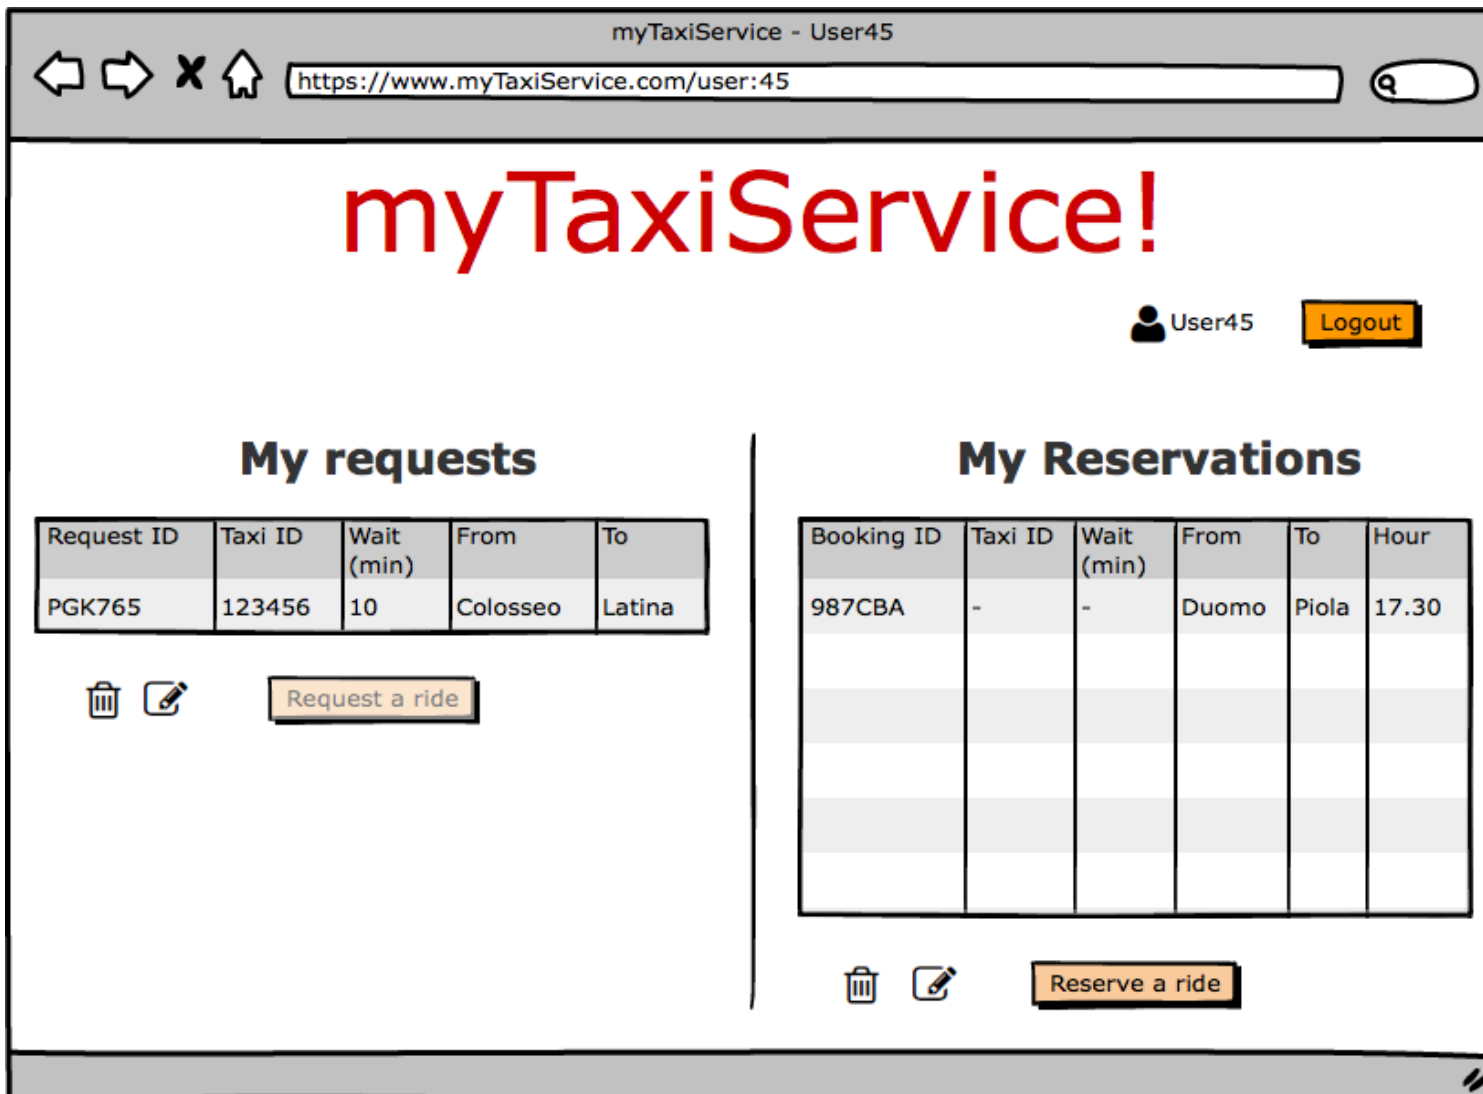 myTaxiService - User45
https://www.myTaxiService.com/user:45
myTaxiService!
User45
Logout
My requests
Request ID Taxi ID Wait (min) From To
PGK765 123456 10 Colosseo Latina
Request a ride
My Reservations
Booking ID Taxi ID Wait (min) From To Hour
987CBA - - Duomo Piola 17.30
Reserve a ride